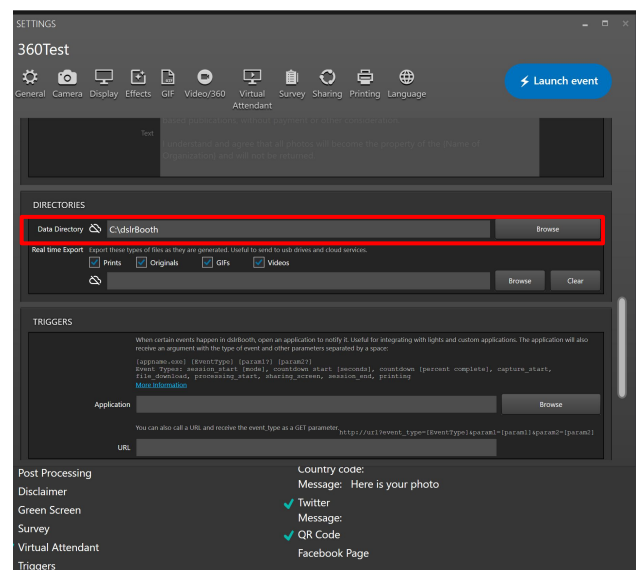 SETTINGS
360Test
General Camera Display Effects GIF Video/360 Virtual Attendant Survey Sharing Printing Language
Launch event
Text
I understand and agree that all photos will become the property of the [Name of
Organization] and will not be returned.]
DIRECTORIES
Data Directory C:\dslrBooth Browse
Real time Export Export these types of files as they are generated. Useful to send to usb drives and cloud services.
Prints Originals GIFs Videos
Browse Clear
TRIGGERS
When certain events happen in dslrBooth, open an application to notify it. Useful for integrating with lights and custom applications. The application will also
receive an argument with the type of event and other parameters separated by a space:
[appname.exe] [EventType] [param1?] [param2?]
Event Types: session_start [mode], countdown start [seconds], countdown [percent complete], capture_start,
file_download, processing_start, sharing_screen, session_end, printing
More Information
Application Browse
You can also call a URL and receive the event_type as a GET parameter. http://url?event_type=[EventType]&param1=[param1]&param2=[param2]
URL
Post Processing
Disclaimer
Green Screen
Survey
Virtual Attendant
Triggers
Country code:
Message: Here is your photo
Twitter
Message:
QR Code
Facebook Page